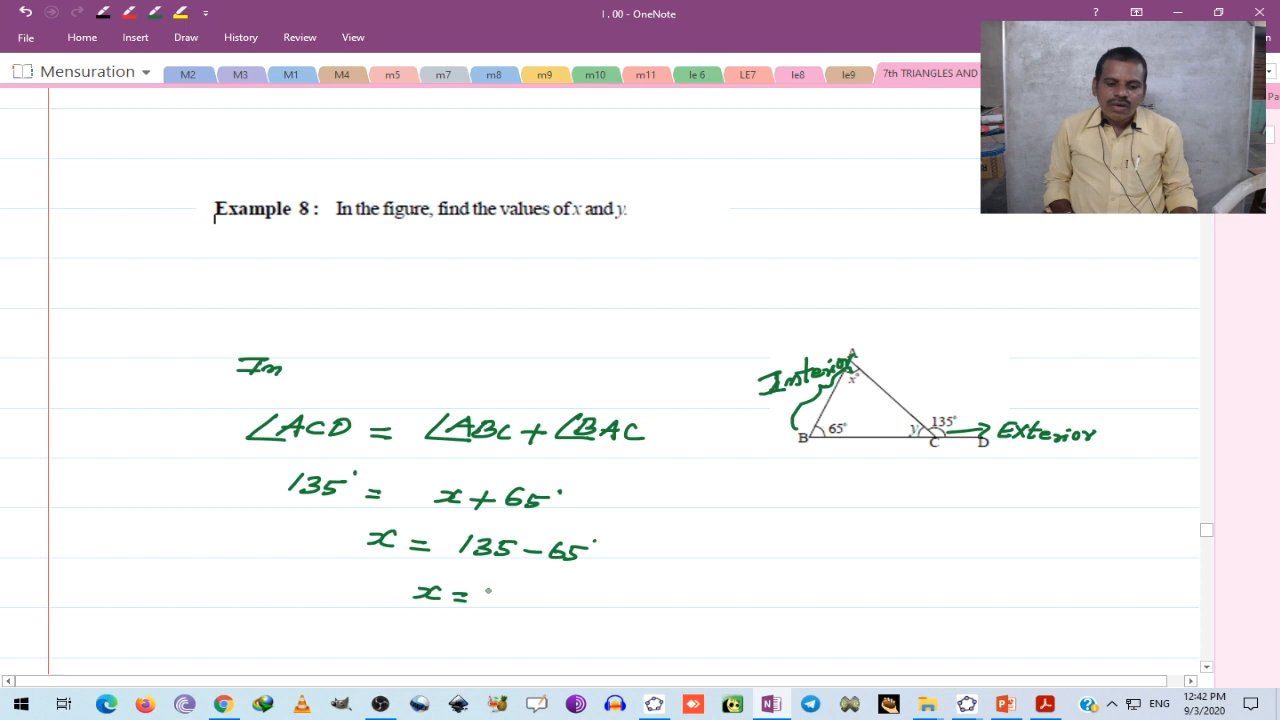 1.00 - OneNote
File Home Insert Draw History Review View
Mensuration M2 M3 M1 M4 m5 m7 m8 m9 m10 m11 le 6 LE7 le8 le9 7th TRIANGLES AND
Pa
Example 8 : In the figure, find the values of x and y.
In
∠ACD = ∠ABC + ∠BAC
135° = x + 65°
x = 135 - 65°
x =
Interior
A
x°
B 65° y 135° C D Exterior
ENG
12:42 PM
9/3/2020